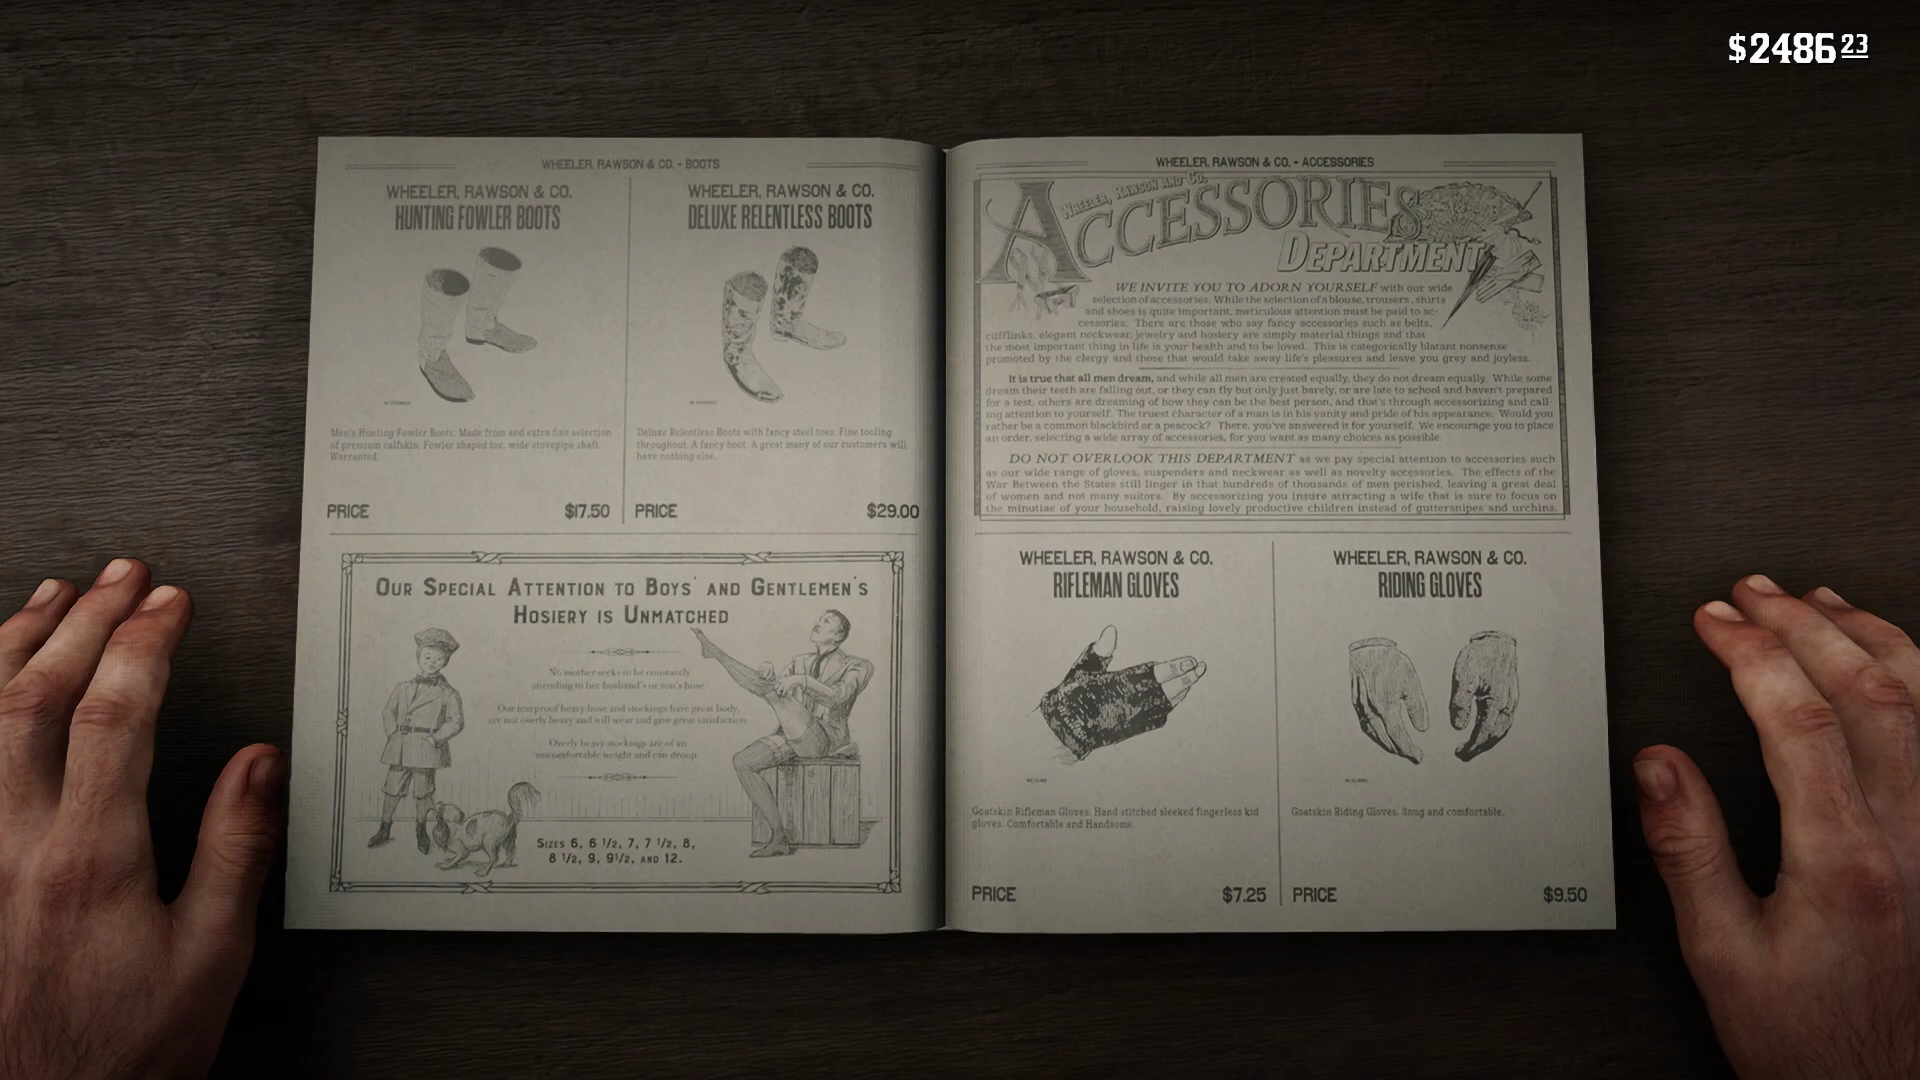 $2486 23
WHEELER, RAWSON & CO. - BOOTS
WHEELER, RAWSON & CO.
HUNTING FOWLER BOOTS
Men's Hunting Fowler Boots. Made from and extra fine selection
of premium calfskin. Fowler shaped toe, wide stovepipe shaft.
Warranted.
PRICE $17.50
WHEELER, RAWSON & CO.
DELUXE RELENTLESS BOOTS
Deluxe Relentless Boots with fancy steel toes. Fine tooling
throughout. A fancy boot. A great many of our customers will
have nothing else.
PRICE $29.00
OUR SPECIAL ATTENTION TO BOYS' AND GENTLEMEN'S
HOSIERY IS UNMATCHED
No mother seeks to be constantly
attending to her husband's or son's hose.
Our tearproof heavy hose and stockings have great body,
are not overly heavy and will wear and give great satisfaction.
Overly heavy stockings are of an
uncomfortable weight and can droop.
SIZES 6, 6 1/2, 7, 7 1/2, 8,
8 1/2, 9, 9 1/2, AND 12.
WHEELER, RAWSON & CO. - ACCESSORIES
WHEELER, RAWSON AND CO.
ACCESSORIES
DEPARTMENT
WE INVITE YOU TO ADORN YOURSELF with our wide
selection of accessories. While the selection of a blouse, trousers, shirts
and shoes is quite important, meticulous attention must be paid to ac-
cessories. There are those who say fancy accessories such as belts,
cufflinks, elegant neckwear, jewelry and hosiery are simply material things and that
the most important thing in life is your health and to be loved. This is categorically blatant nonsense
promoted by the clergy and those that would take away life's pleasures and leave you grey and joyless.
It is true that all men dream, and while all men are created equally, they do not dream equally. While some
dream their teeth are falling out, or they can fly but only just barely, or are late to school and haven't prepared
for a test, others are dreaming of how they can be the best person, and that's through accessorizing and call-
ing attention to yourself. The truest character of a man is in his vanity and pride of his appearance. Would you
rather be a common blackbird or a peacock? There, you've answered it for yourself. We encourage you to place
an order, selecting a wide array of accessories, for you want as many choices as possible.
DO NOT OVERLOOK THIS DEPARTMENT as we pay special attention to accessories such
as our wide range of gloves, suspenders and neckwear as well as novelty accessories. The effects of the
War Between the States still linger in that hundreds of thousands of men perished, leaving a great deal
of women and not many suitors. By accessorizing you insure attracting a wife that is sure to focus on
the minutiae of your household, raising lovely productive children instead of guttersnipes and urchins.
WHEELER, RAWSON & CO.
RIFLEMAN GLOVES
Goatskin Rifleman Gloves. Hand stitched sleeked fingerless kid
gloves. Comfortable and Handsome.
PRICE $7.25
WHEELER, RAWSON & CO.
RIDING GLOVES
Goatskin Riding Gloves. Snug and comfortable.
PRICE $9.50